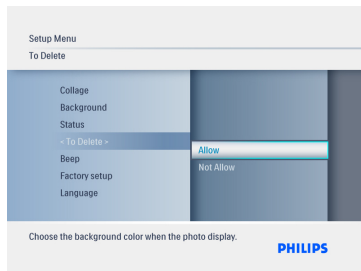 Setup Menu
To Delete
Collage
Background
Status
< To Delete >
Beep
Factory setup
Language
Allow
Not Allow
Choose the background color when the photo display.
PHILIPS